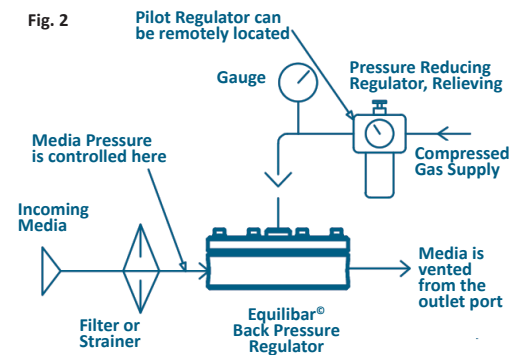 Fig. 2
Pilot Regulator can
be remotely located
Gauge
Pressure Reducing
Regulator, Relieving
Compressed
Gas Supply
Media Pressure
is controlled here
Incoming
Media
Filter or
Strainer
Equilibar©
Back Pressure
Regulator
Media is
vented
from the
outlet port